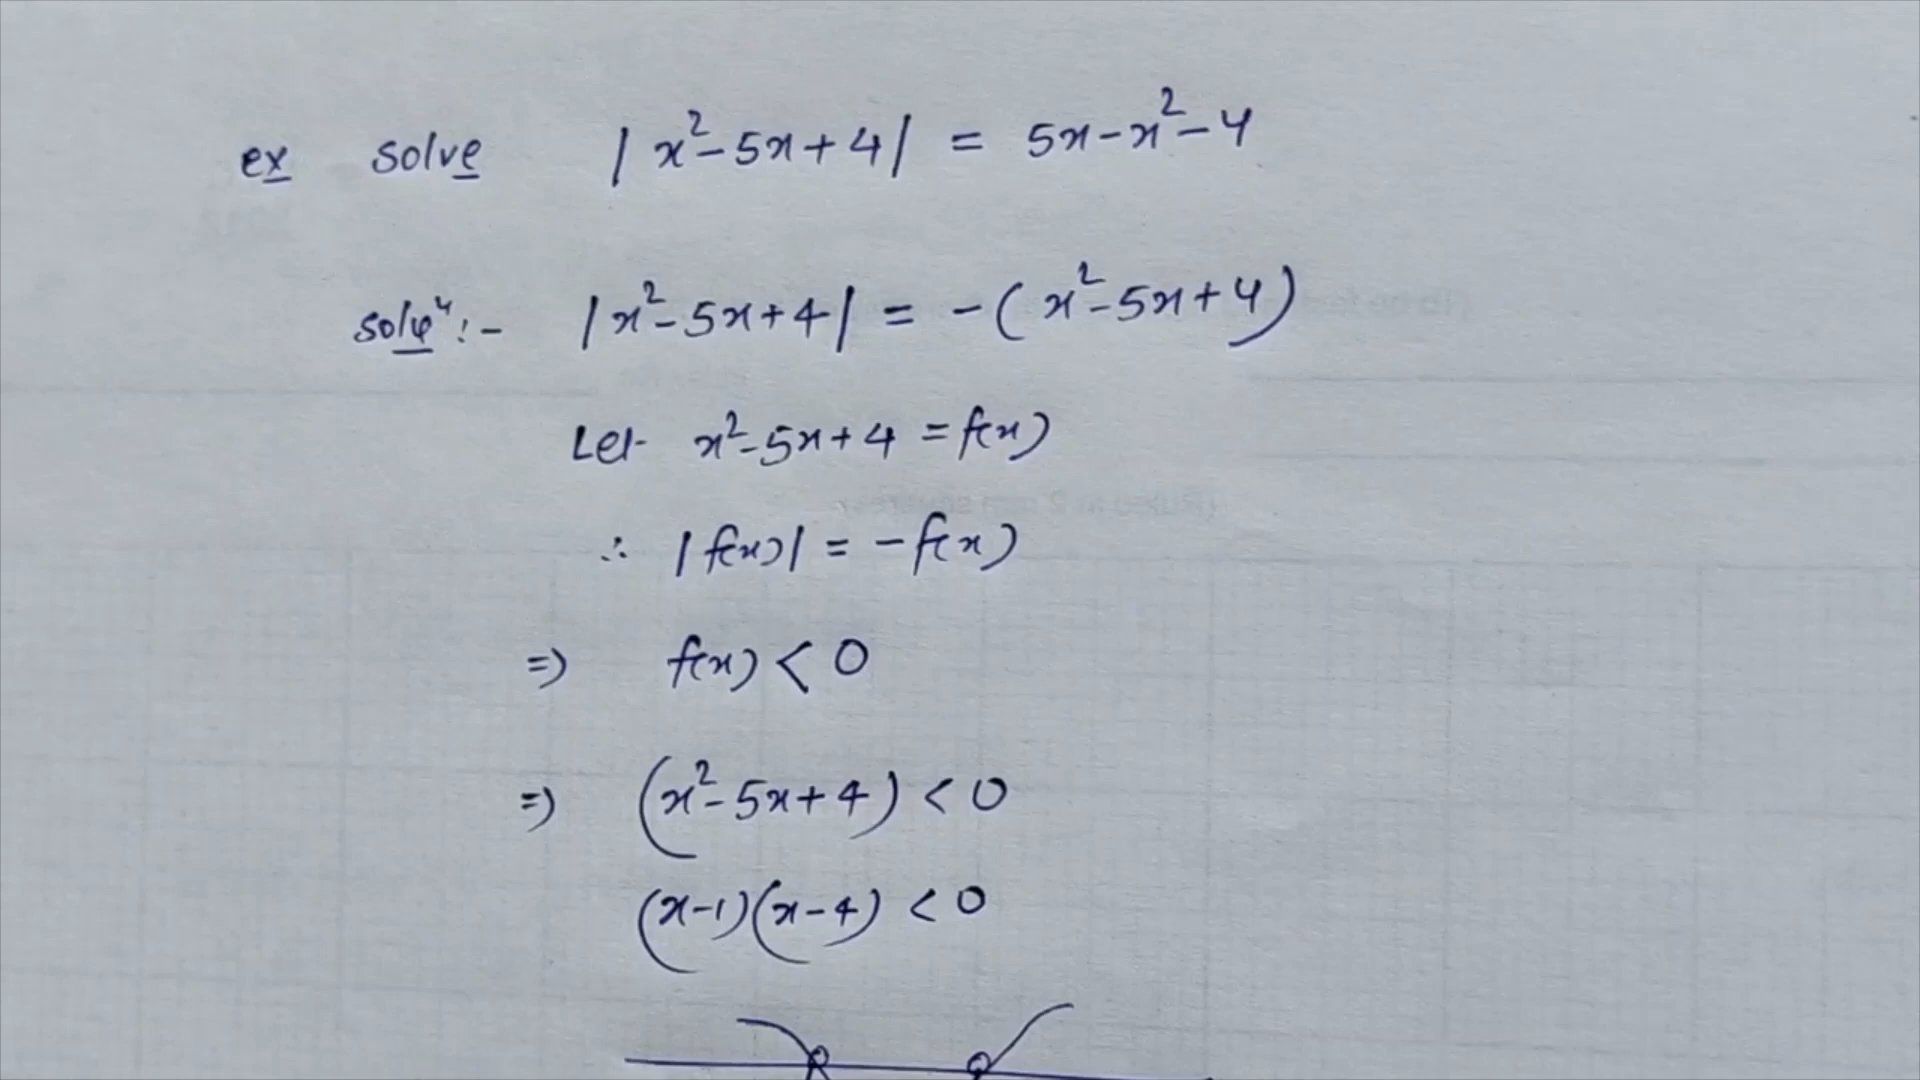 ex solve |x²-5x+4| = 5x-x²-4
solⁿ:- |x²-5x+4| = -(x²-5x+4)
Let x²-5x+4 = f(x)
∴ |f(x)| = -f(x)
=) f(x) < 0
=) (x²-5x+4) < 0
(x-1)(x-4) < 0